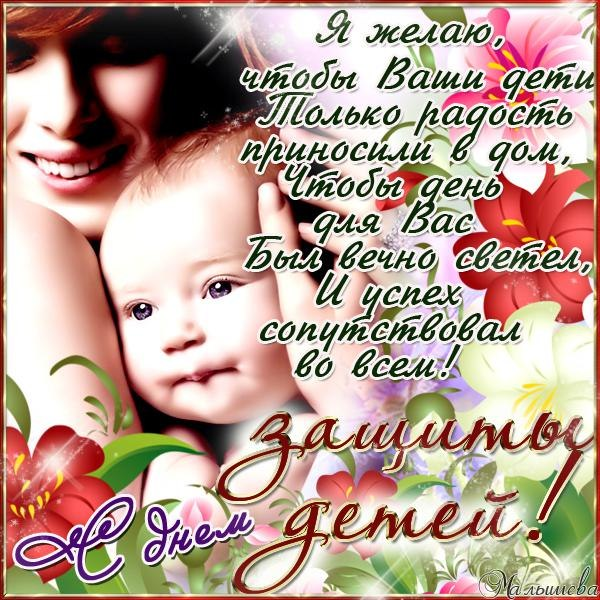 Я желаю,
чтобы Ваши дети
Только радость
приносили в дом,
Чтобы день
для Вас
Был вечно светел,
И успех
сопутствовал
во всем!
С днем защиты
детей!
Малышева